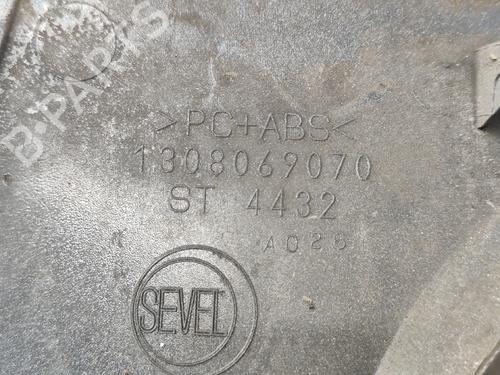 B-PARTS
>PC+ABS<
1308069070
ST 4432
A026
SEVEL